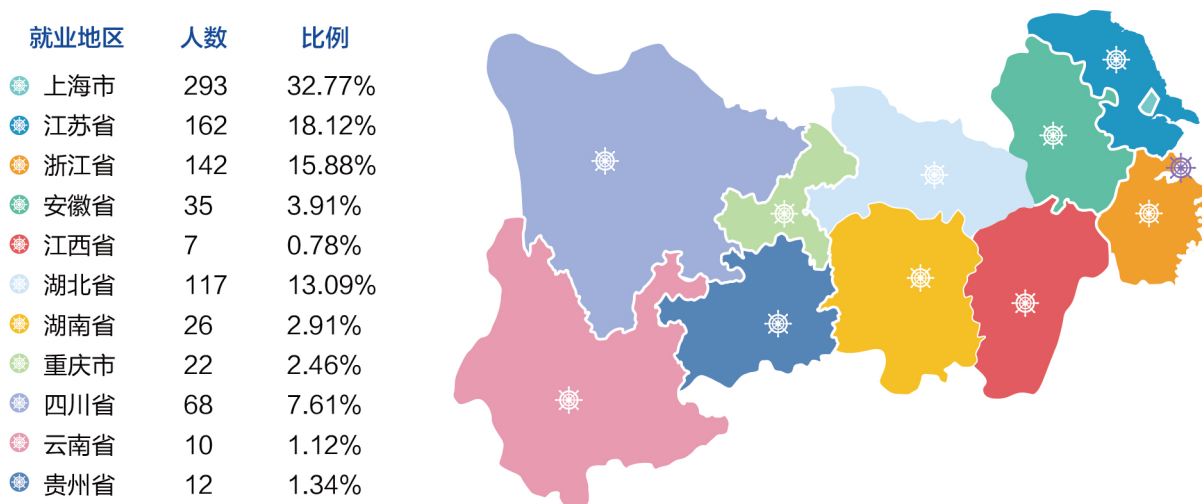 就业地区 人数 比例
上海市 293 32.77%
江苏省 162 18.12%
浙江省 142 15.88%
安徽省 35 3.91%
江西省 7 0.78%
湖北省 117 13.09%
湖南省 26 2.91%
重庆市 22 2.46%
四川省 68 7.61%
云南省 10 1.12%
贵州省 12 1.34%